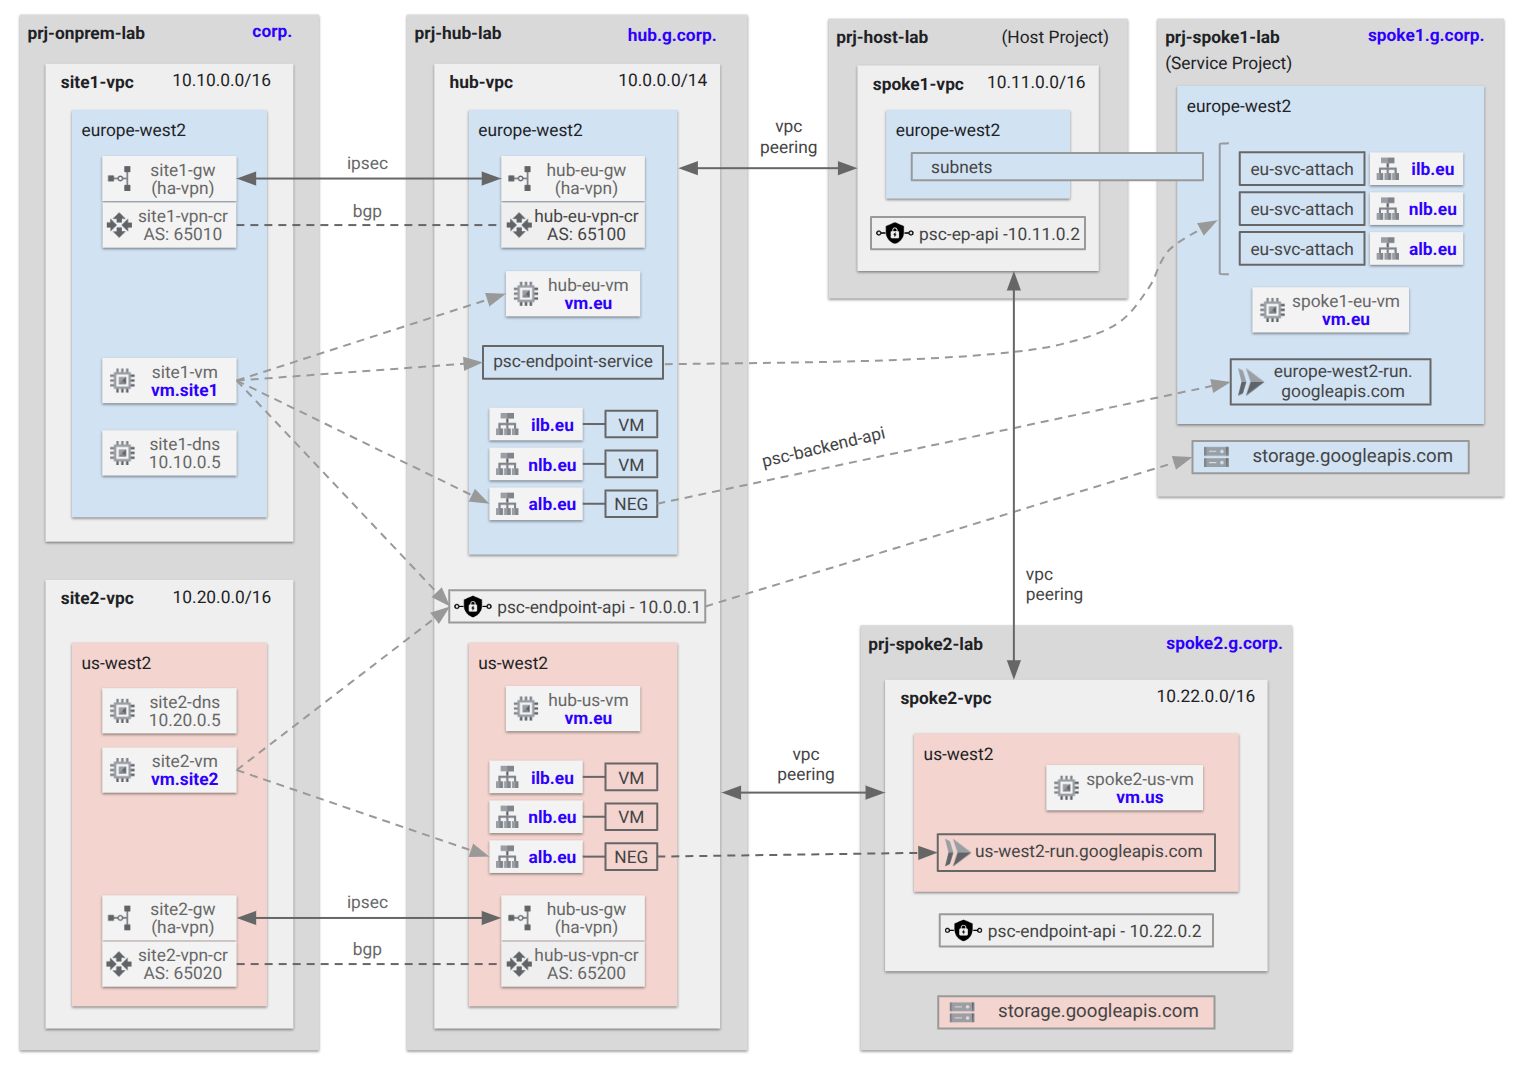 prj-onprem-lab
corp.
site1-vpc
10.10.0.0/16
europe-west2
site1-gw
(ha-vpn)
site1-vpn-cr
AS: 65010
site1-vm
vm.site1
site1-dns
10.10.0.5
site2-vpc
10.20.0.0/16
us-west2
site2-dns
10.20.0.5
site2-vm
vm.site2
site2-gw
(ha-vpn)
site2-vpn-cr
AS: 65020
ipsec
bgp
ipsec
bgp
prj-hub-lab
hub.g.corp.
hub-vpc
10.0.0.0/14
europe-west2
hub-eu-gw
(ha-vpn)
hub-eu-vpn-cr
AS: 65100
hub-eu-vm
vm.eu
psc-endpoint-service
ilb.eu
VM
nlb.eu
VM
alb.eu
NEG
psc-endpoint-api - 10.0.0.1
us-west2
hub-us-vm
vm.eu
ilb.eu
VM
nlb.eu
VM
alb.eu
NEG
hub-us-gw
(ha-vpn)
hub-us-vpn-cr
AS: 65200
vpc
peering
psc-backend-api
vpc
peering
vpc
peering
prj-host-lab
(Host Project)
spoke1-vpc
10.11.0.0/16
europe-west2
subnets
psc-ep-api -10.11.0.2
prj-spoke1-lab
spoke1.g.corp.
(Service Project)
europe-west2
eu-svc-attach
ilb.eu
eu-svc-attach
nlb.eu
eu-svc-attach
alb.eu
spoke1-eu-vm
vm.eu
europe-west2-run.
googleapis.com
storage.googleapis.com
prj-spoke2-lab
spoke2.g.corp.
spoke2-vpc
10.22.0.0/16
us-west2
spoke2-us-vm
vm.us
us-west2-run.googleapis.com
psc-endpoint-api - 10.22.0.2
storage.googleapis.com